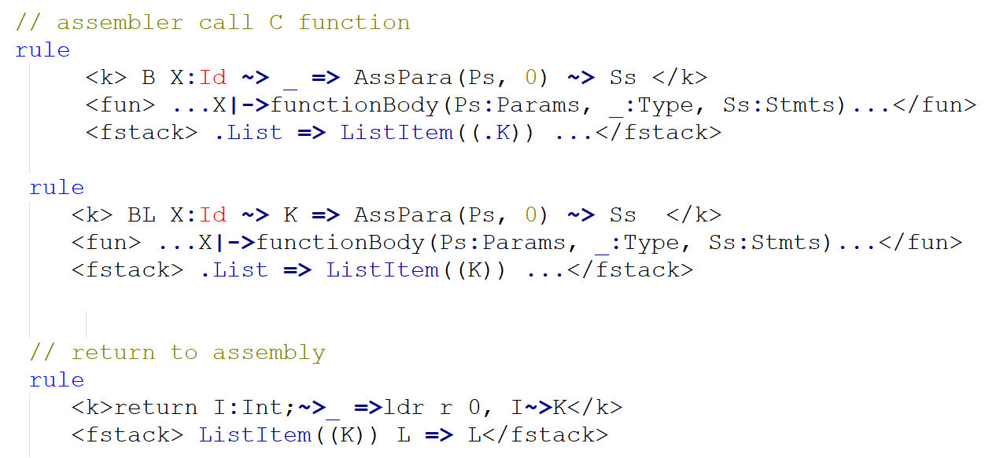 // assembler call C function
rule
<k> B X:Id ~> _ => AssPara(Ps, 0) ~> Ss </k>
<fun> ...X|->functionBody(Ps:Params, _:Type, Ss:Stmts)...</fun>
<fstack> .List => ListItem((.K)) ...</fstack>
rule
<k> BL X:Id ~> K => AssPara(Ps, 0) ~> Ss  </k>
<fun> ...X|->functionBody(Ps:Params, _:Type, Ss:Stmts)...</fun>
<fstack> .List => ListItem((K)) ...</fstack>
// return to assembly
rule
<k>return I:Int;~>_ =>ldr r 0, I~>K</k>
<fstack> ListItem((K)) L => L</fstack>